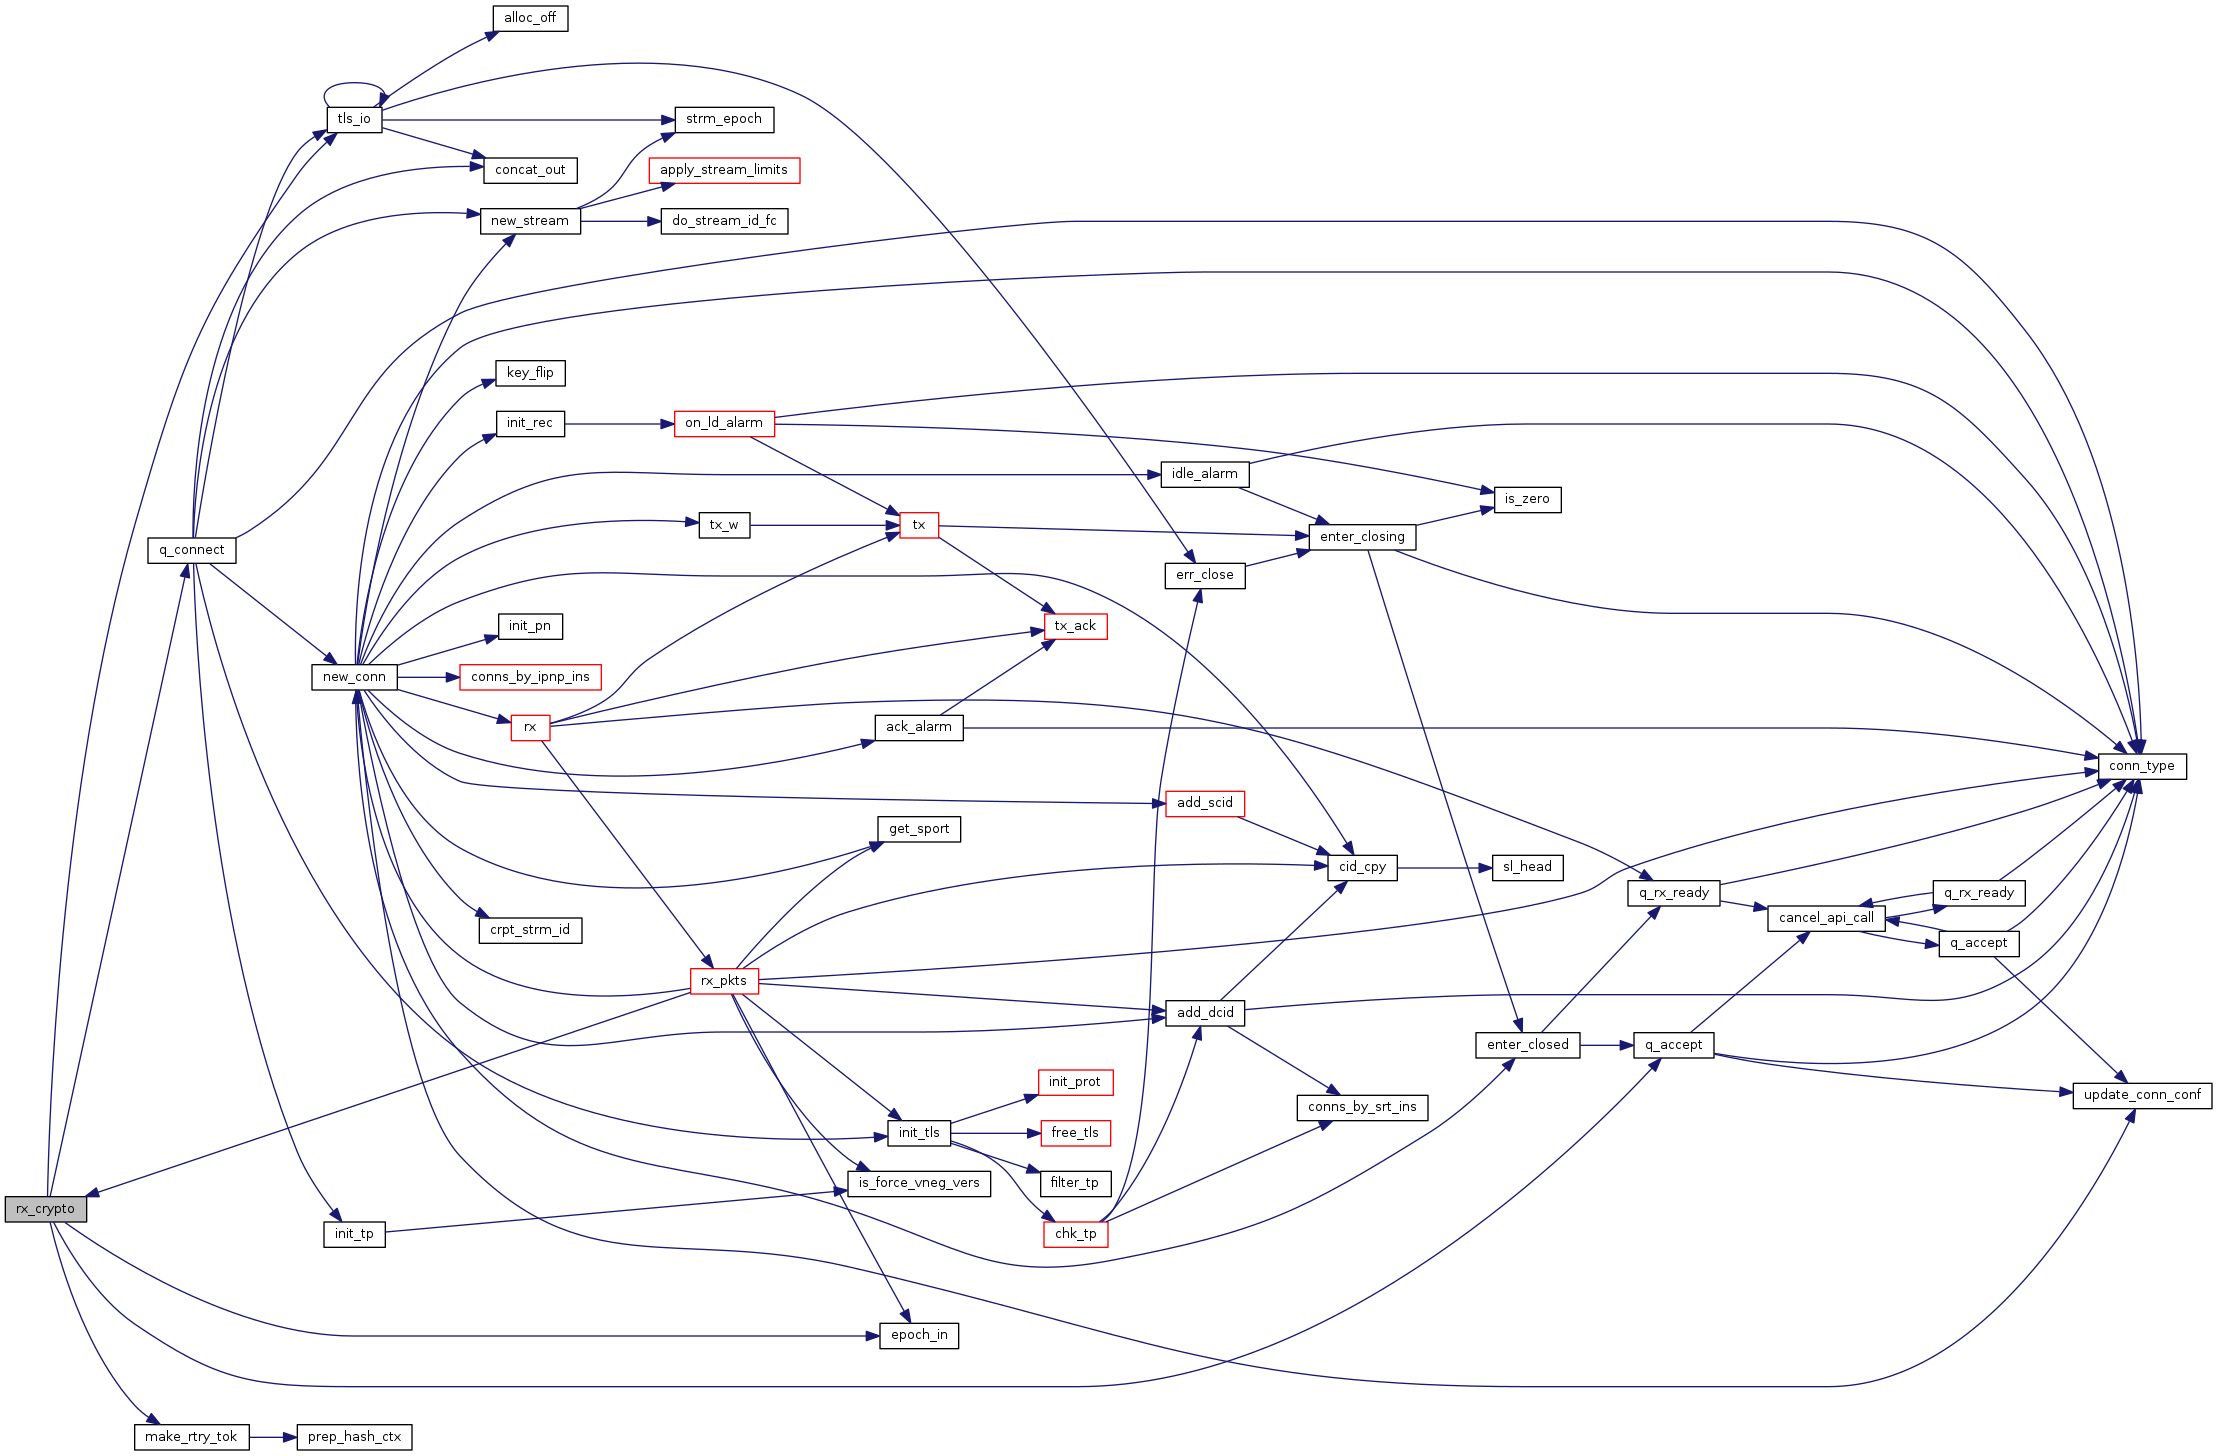 alloc_off
tls_io
strm_epoch
concat_out
apply_stream_limits
new_stream
do_stream_id_fc
key_flip
init_rec
on_ld_alarm
idle_alarm
is_zero
tx_w
tx
enter_closing
q_connect
err_close
init_pn
tx_ack
new_conn
conns_by_ipnp_ins
rx
ack_alarm
conn_type
add_scid
get_sport
cid_cpy
sl_head
q_rx_ready
q_rx_ready
cancel_api_call
crpt_strm_id
q_accept
rx_pkts
add_dcid
enter_closed
q_accept
init_prot
update_conn_conf
conns_by_srt_ins
init_tls
free_tls
is_force_vneg_vers
filter_tp
rx_crypto
init_tp
chk_tp
epoch_in
make_rtry_tok
prep_hash_ctx